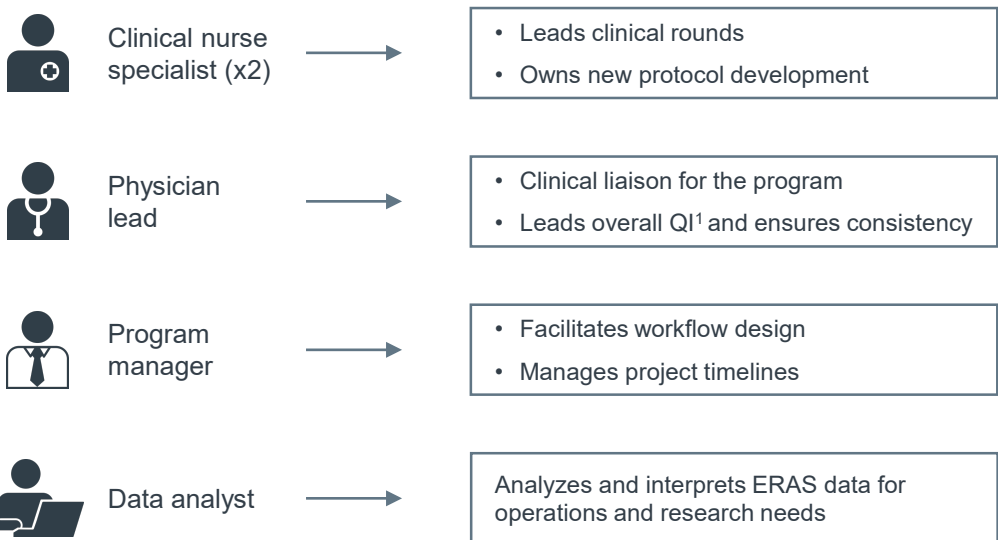 Clinical nurse
specialist (x2)
• Leads clinical rounds
• Owns new protocol development
Physician
lead
• Clinical liaison for the program
• Leads overall QI¹ and ensures consistency
Program
manager
• Facilitates workflow design
• Manages project timelines
Data analyst
Analyzes and interprets ERAS data for
operations and research needs